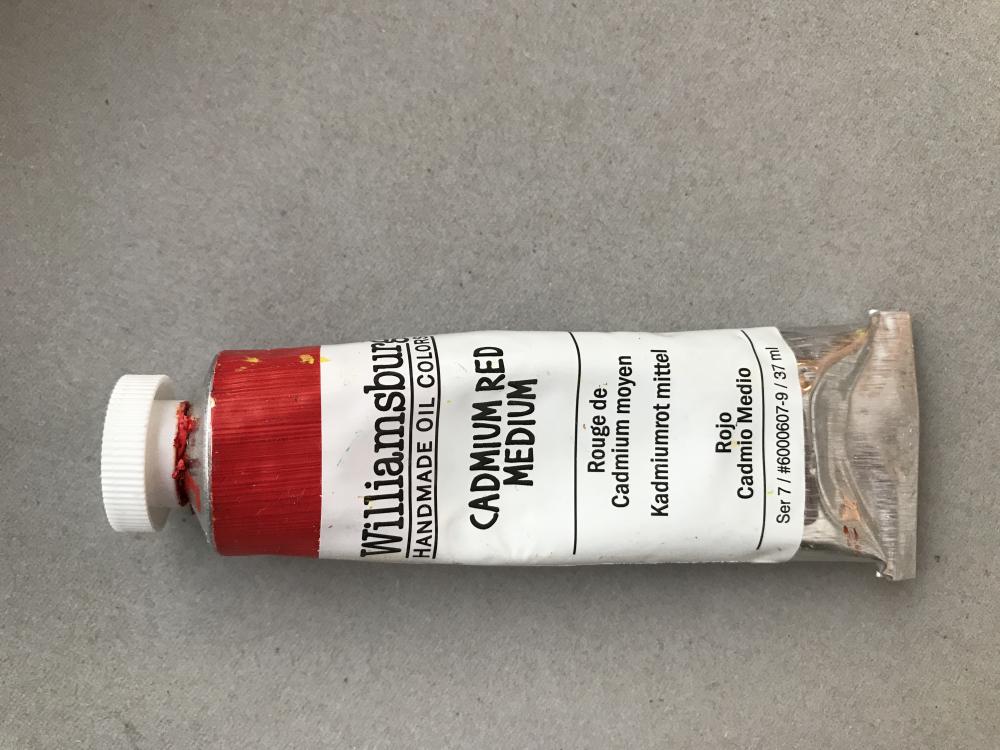 Williamsburg
HANDMADE OIL COLORS
CADMIUM RED
MEDIUM
Rouge de
Cadmium moyen
Kadmiumrot mittel
Rojo
Cadmio Medio
Ser 7 / #6000607-9 / 37 ml